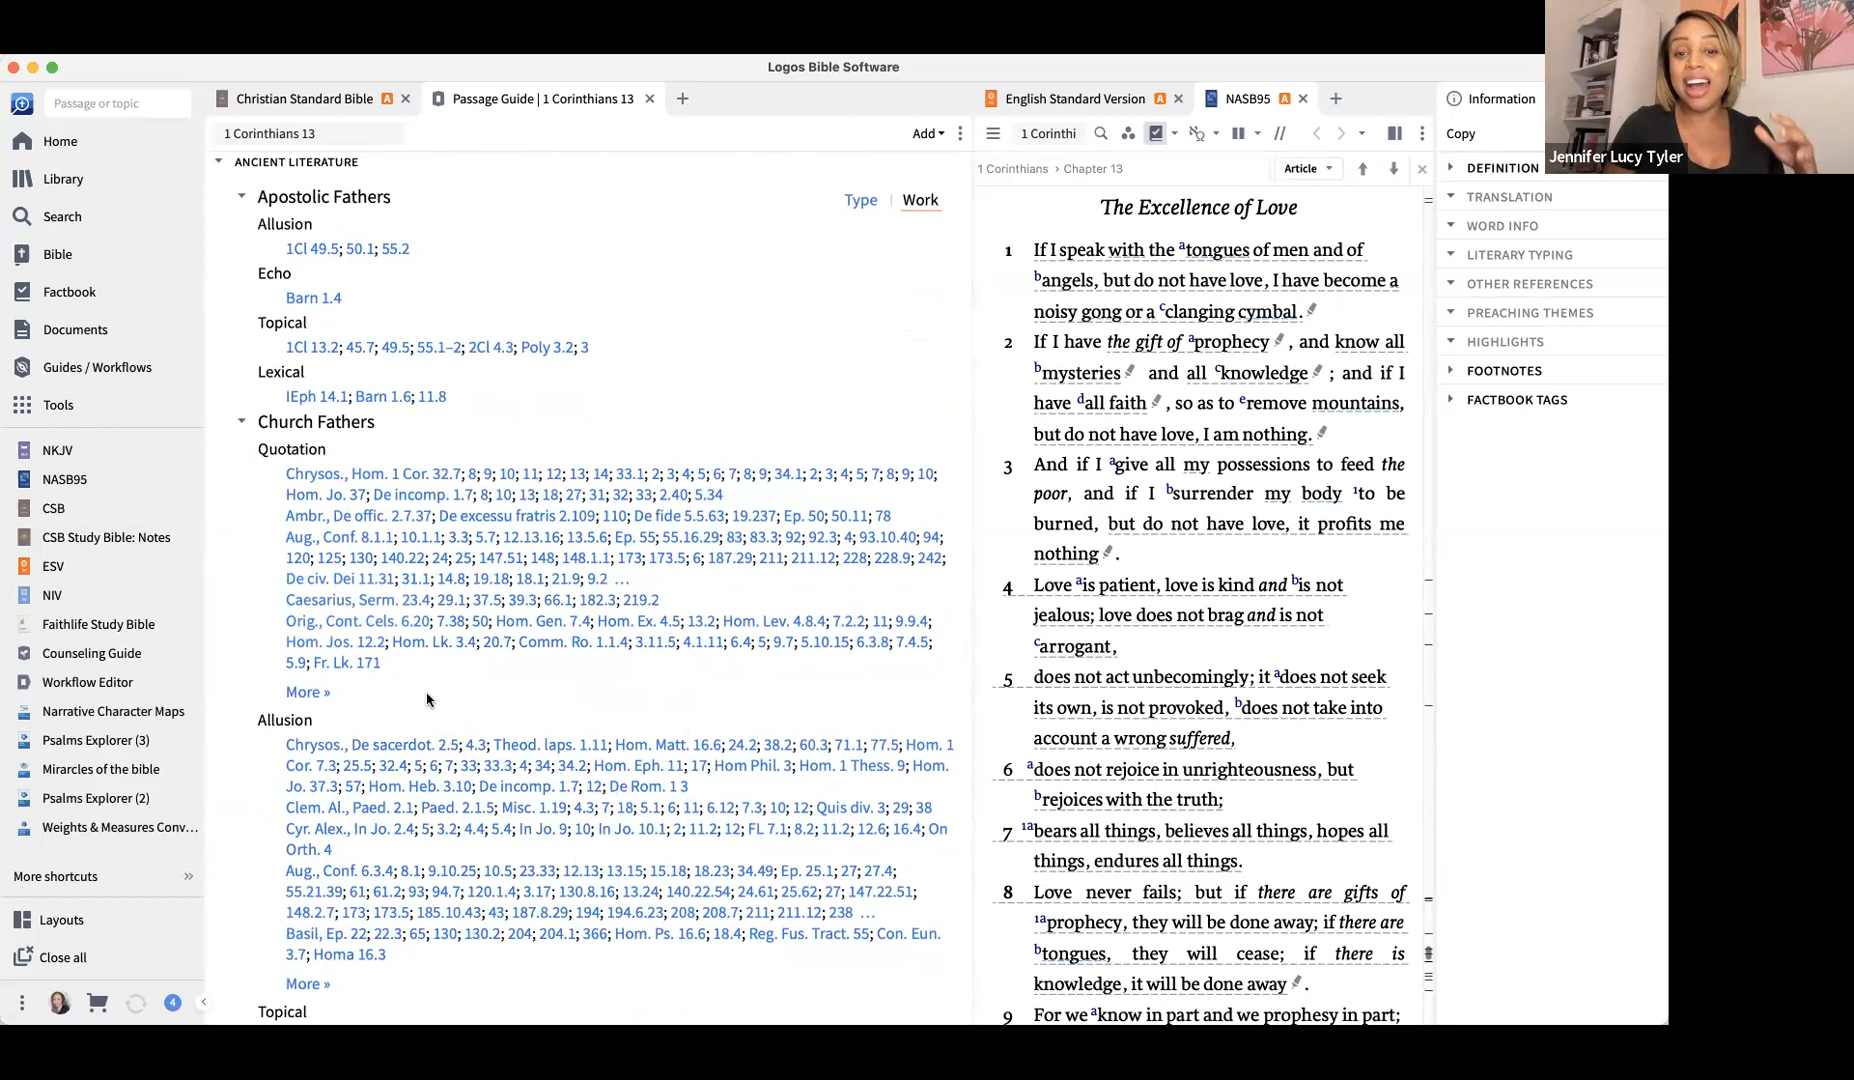 Logos Bible Software
Jennifer Lucy Tyler
Passage or topic
Home
Library
Search
Bible
Factbook
Documents
Guides / Workflows
Tools
NKJV
NASB95
CSB
CSB Study Bible: Notes
ESV
NIV
Faithlife Study Bible
Counseling Guide
Workflow Editor
Narrative Character Maps
Psalms Explorer (3)
Mirarcles of the bible
Psalms Explorer (2)
Weights & Measures Conv...
More shortcuts »
Layouts
Close all
4
Christian Standard Bible A
Passage Guide | 1 Corinthians 13
1 Corinthians 13
Add
ANCIENT LITERATURE
Apostolic Fathers
Type | Work
Allusion
1Cl 49.5; 50.1; 55.2
Echo
Barn 1.4
Topical
1Cl 13.2; 45.7; 49.5; 55.1–2; 2Cl 4.3; Poly 3.2; 3
Lexical
IEph 14.1; Barn 1.6; 11.8
Church Fathers
Quotation
Chrysos., Hom. 1 Cor. 32.7; 8; 9; 10; 11; 12; 13; 14; 33.1; 2; 3; 4; 5; 6; 7; 8; 9; 34.1; 2; 3; 4; 5; 7; 8; 9; 10;
Hom. Jo. 37; De incomp. 1.7; 8; 10; 13; 18; 27; 31; 32; 33; 2.40; 5.34
Ambr., De offic. 2.7.37; De excessu fratris 2.109; 110; De fide 5.5.63; 19.237; Ep. 50; 50.11; 78
Aug., Conf. 8.1.1; 10.1.1; 3.3; 5.7; 12.13.16; 13.5.6; Ep. 55; 55.16.29; 83; 83.3; 92; 92.3; 4; 93.10.40; 94;
120; 125; 130; 140.22; 24; 25; 147.51; 148; 148.1.1; 173; 173.5; 6; 187.29; 211; 211.12; 228; 228.9; 242;
De civ. Dei 11.31; 31.1; 14.8; 19.18; 18.1; 21.9; 9.2 ...
Caesarius, Serm. 23.4; 29.1; 37.5; 39.3; 66.1; 182.3; 219.2
Orig., Cont. Cels. 6.20; 7.38; 50; Hom. Gen. 7.4; Hom. Ex. 4.5; 13.2; Hom. Lev. 4.8.4; 7.2.2; 11; 9.9.4;
Hom. Jos. 12.2; Hom. Lk. 3.4; 20.7; Comm. Ro. 1.1.4; 3.11.5; 4.1.11; 6.4; 5; 9.7; 5.10.15; 6.3.8; 7.4.5;
5.9; Fr. Lk. 171
More »
Allusion
Chrysos., De sacerdot. 2.5; 4.3; Theod. laps. 1.11; Hom. Matt. 16.6; 24.2; 38.2; 60.3; 71.1; 77.5; Hom. 1
Cor. 7.3; 25.5; 32.4; 5; 6; 7; 33; 33.3; 4; 34; 34.2; Hom. Eph. 11; 17; Hom Phil. 3; Hom. 1 Thess. 9; Hom.
Jo. 37.3; 57; Hom. Heb. 3.10; De incomp. 1.7; 12; De Rom. 1 3
Clem. Al., Paed. 2.1; Paed. 2.1.5; Misc. 1.19; 4.3; 7; 18; 5.1; 6; 11; 6.12; 7.3; 10; 12; Quis div. 3; 29; 38
Cyr. Alex., In Jo. 2.4; 5; 3.2; 4.4; 5.4; In Jo. 9; 10; In Jo. 10.1; 2; 11.2; 12; FL 7.1; 8.2; 11.2; 12.6; 16.4; On
Orth. 4
Aug., Conf. 6.3.4; 8.1; 9.10.25; 10.5; 23.33; 12.13; 13.15; 15.18; 18.23; 34.49; Ep. 25.1; 27; 27.4;
55.21.39; 61; 61.2; 93; 94.7; 120.1.4; 3.17; 130.8.16; 13.24; 140.22.54; 24.61; 25.62; 27; 147.22.51;
148.2.7; 173; 173.5; 185.10.43; 43; 187.8.29; 194; 194.6.23; 208; 208.7; 211; 211.12; 238 ...
Basil, Ep. 22; 22.3; 65; 130; 130.2; 204; 204.1; 366; Hom. Ps. 16.6; 18.4; Reg. Fus. Tract. 55; Con. Eun.
3.7; Homa 16.3
More »
Topical
English Standard Version A
NASB95 A
1 Corinthi
1 Corinthians › Chapter 13
Article
The Excellence of Love
1 If I speak with the ᵃtongues of men and of
ᵇangels, but do not have love, I have become a
noisy gong or a ᶜclanging cymbal.
2 If I have the gift of ᵃprophecy, and know all
ᵇmysteries and all ᶜknowledge; and if I
have ᵈall faith, so as to ᵉremove mountains,
but do not have love, I am nothing.
3 And if I ᵃgive all my possessions to feed the
poor, and if I ᵇsurrender my body ¹to be
burned, but do not have love, it profits me
nothing.
4 Love ᵃis patient, love is kind and ᵇis not
jealous; love does not brag and is not
ᶜarrogant,
5 does not act unbecomingly; it ᵃdoes not seek
its own, is not provoked, ᵇdoes not take into
account a wrong suffered,
6 ᵃdoes not rejoice in unrighteousness, but
ᵇrejoices with the truth;
7 ¹ᵃbears all things, believes all things, hopes all
things, endures all things.
8 Love never fails; but if there are gifts of
¹ᵃprophecy, they will be done away; if there are
ᵇtongues, they will cease; if there is
knowledge, it will be done away.
9 For we ᵃknow in part and we prophesy in part;
Information
Copy
DEFINITION
TRANSLATION
WORD INFO
LITERARY TYPING
OTHER REFERENCES
PREACHING THEMES
HIGHLIGHTS
FOOTNOTES
FACTBOOK TAGS